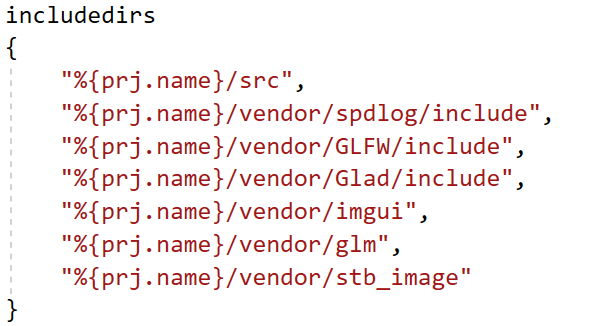 includedirs
{
    "%{prj.name}/src",
    "%{prj.name}/vendor/spdlog/include",
    "%{prj.name}/vendor/GLFW/include",
    "%{prj.name}/vendor/Glad/include",
    "%{prj.name}/vendor/imgui",
    "%{prj.name}/vendor/glm",
    "%{prj.name}/vendor/stb_image"
}